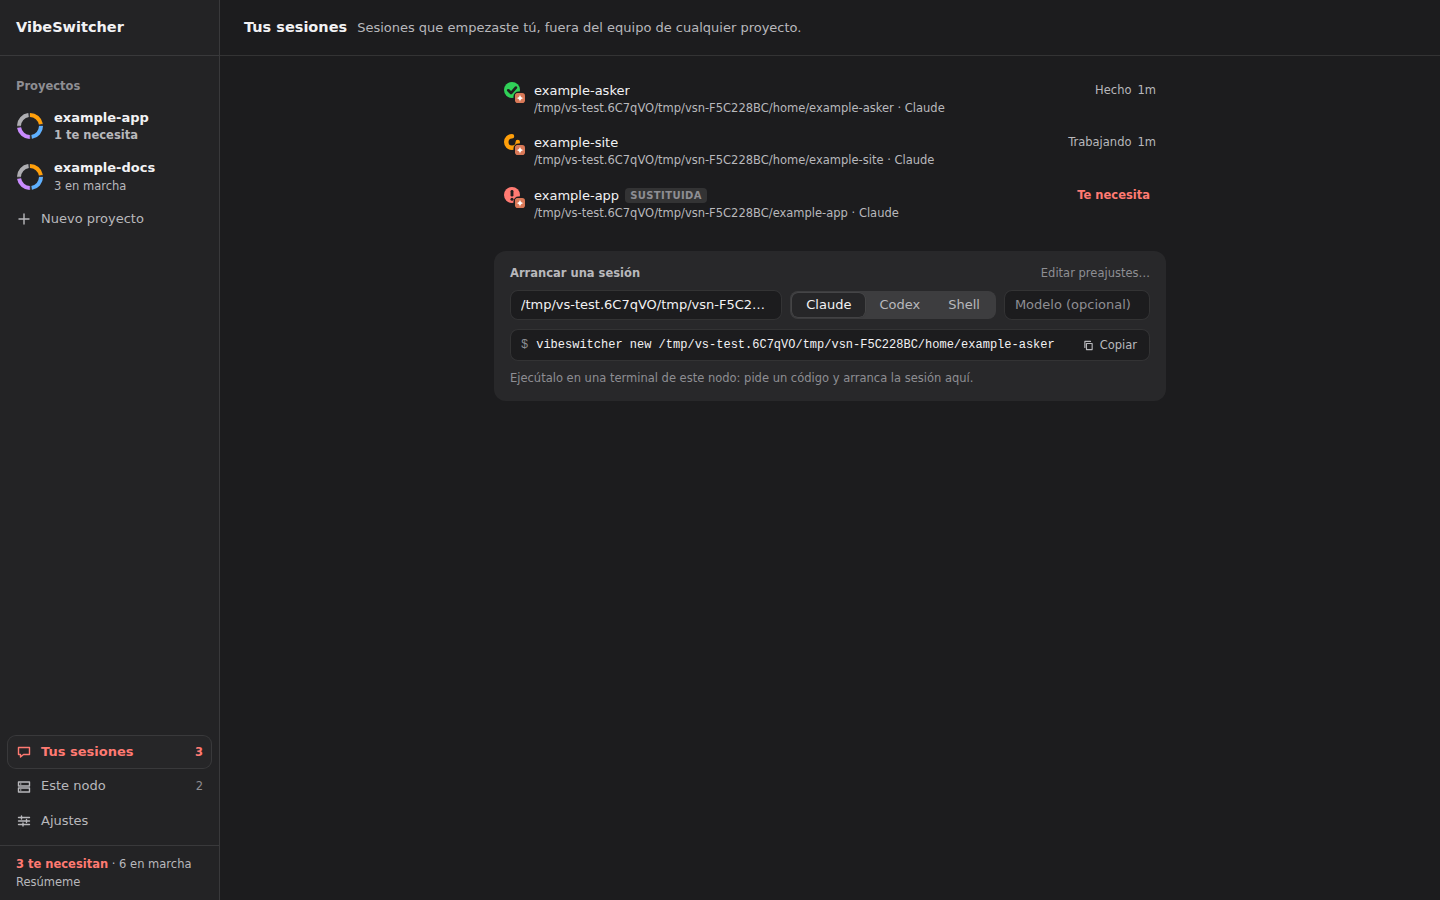 VibeSwitcher
Tus sesiones Sesiones que empezaste tú, fuera del equipo de cualquier proyecto.
Proyectos
example-app
1 te necesita
example-docs
3 en marcha
Nuevo proyecto
example-asker
Hecho 1m
/tmp/vs-test.6C7qVO/tmp/vsn-F5C228BC/home/example-asker · Claude
example-site
Trabajando 1m
/tmp/vs-test.6C7qVO/tmp/vsn-F5C228BC/home/example-site · Claude
example-app SUSTITUIDA
Te necesita
/tmp/vs-test.6C7qVO/tmp/vsn-F5C228BC/example-app · Claude
Arrancar una sesión
Editar preajustes...
/tmp/vs-test.6C7qVO/tmp/vsn-F5C2... Claude Codex Shell Modelo (opcional)
$ vibeswitcher new /tmp/vs-test.6C7qVO/tmp/vsn-F5C228BC/home/example-asker Copiar
Ejecútalo en una terminal de este nodo: pide un código y arranca la sesión aquí.
Tus sesiones 3
Este nodo 2
Ajustes
3 te necesitan · 6 en marcha
Resúmeme